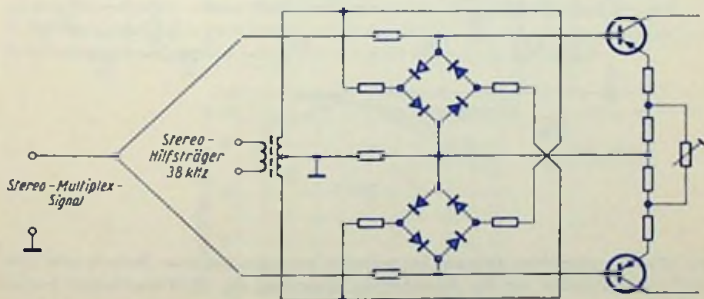 Stereo-
Hilfsträger
38 kHz
Stereo-Multiplex-
Signal